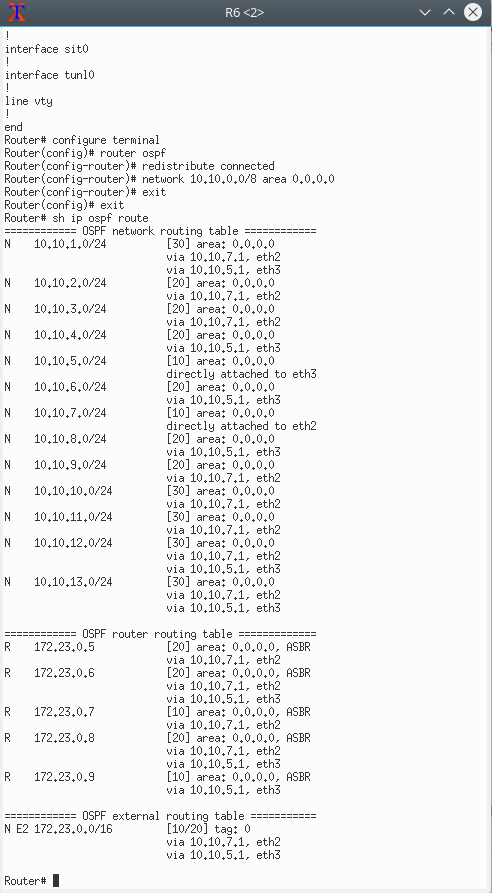 R6 <2>
!
interface sit0
!
interface tunl0
!
line vty
!
end
Router# configure terminal
Router(config)# router ospf
Router(config-router)# redistribute connected
Router(config-router)# network 10.10.0.0/8 area 0.0.0.0
Router(config-router)# exit
Router(config)# exit
Router# sh ip ospf route
============ OSPF network routing table ============
N    10.10.1.0/24          [30] area: 0.0.0.0
                           via 10.10.7.1, eth2
                           via 10.10.5.1, eth3
N    10.10.2.0/24          [20] area: 0.0.0.0
                           via 10.10.7.1, eth2
N    10.10.3.0/24          [20] area: 0.0.0.0
                           via 10.10.7.1, eth2
N    10.10.4.0/24          [20] area: 0.0.0.0
                           via 10.10.5.1, eth3
N    10.10.5.0/24          [10] area: 0.0.0.0
                           directly attached to eth3
N    10.10.6.0/24          [20] area: 0.0.0.0
                           via 10.10.5.1, eth3
N    10.10.7.0/24          [10] area: 0.0.0.0
                           directly attached to eth2
N    10.10.8.0/24          [20] area: 0.0.0.0
                           via 10.10.5.1, eth3
N    10.10.9.0/24          [20] area: 0.0.0.0
                           via 10.10.7.1, eth2
N    10.10.10.0/24         [30] area: 0.0.0.0
                           via 10.10.7.1, eth2
N    10.10.11.0/24         [30] area: 0.0.0.0
                           via 10.10.7.1, eth2
N    10.10.12.0/24         [30] area: 0.0.0.0
                           via 10.10.7.1, eth2
                           via 10.10.5.1, eth3
N    10.10.13.0/24         [30] area: 0.0.0.0
                           via 10.10.7.1, eth2
                           via 10.10.5.1, eth3
============ OSPF router routing table =============
R    172.23.0.5            [20] area: 0.0.0.0, ASBR
                           via 10.10.7.1, eth2
R    172.23.0.6            [20] area: 0.0.0.0, ASBR
                           via 10.10.7.1, eth2
                           via 10.10.5.1, eth3
R    172.23.0.7            [10] area: 0.0.0.0, ASBR
                           via 10.10.7.1, eth2
R    172.23.0.8            [20] area: 0.0.0.0, ASBR
                           via 10.10.7.1, eth2
                           via 10.10.5.1, eth3
R    172.23.0.9            [10] area: 0.0.0.0, ASBR
                           via 10.10.5.1, eth3
============ OSPF external routing table ===========
N E2 172.23.0.0/16         [10/20] tag: 0
                           via 10.10.7.1, eth2
                           via 10.10.5.1, eth3
Router#